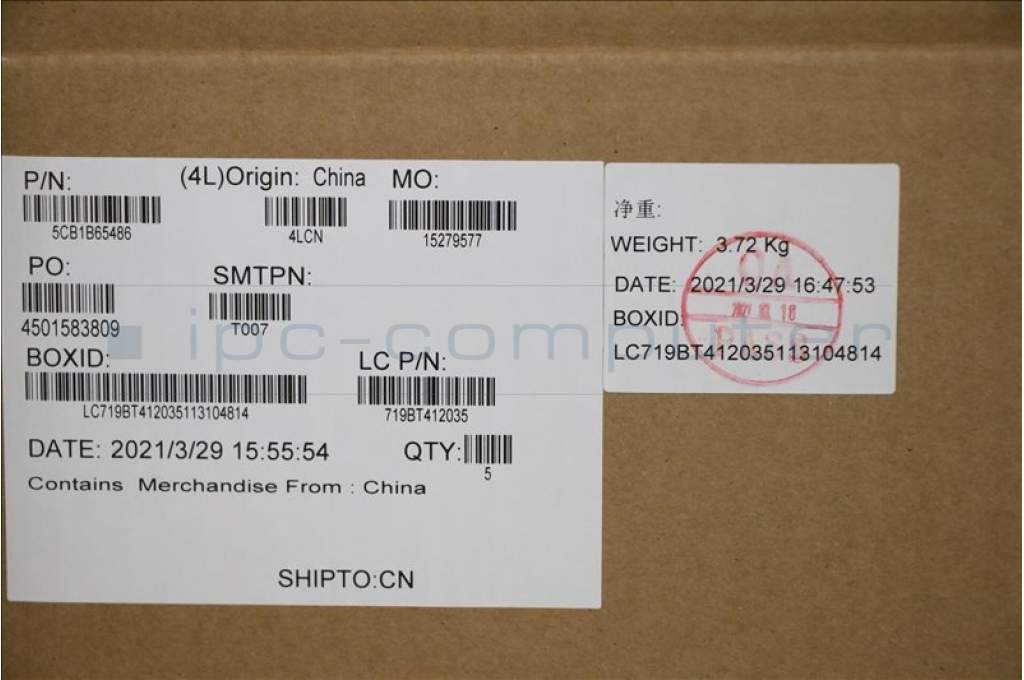 P/N: (4L)Origin: China MO:
5CB1B65486 4LCN 15279577
PO: SMTPN:
4501583809 T007
BOXID: LC P/N:
LC719BT412035113104814 719BT412035
DATE: 2021/3/29 15:55:54 QTY:
5
Contains Merchandise From : China
SHIPTO:CN
净重:
WEIGHT: 3.72 Kg
DATE: 2021/3/29 16:47:53
BOXID:
LC719BT412035113104814
ipc-computer